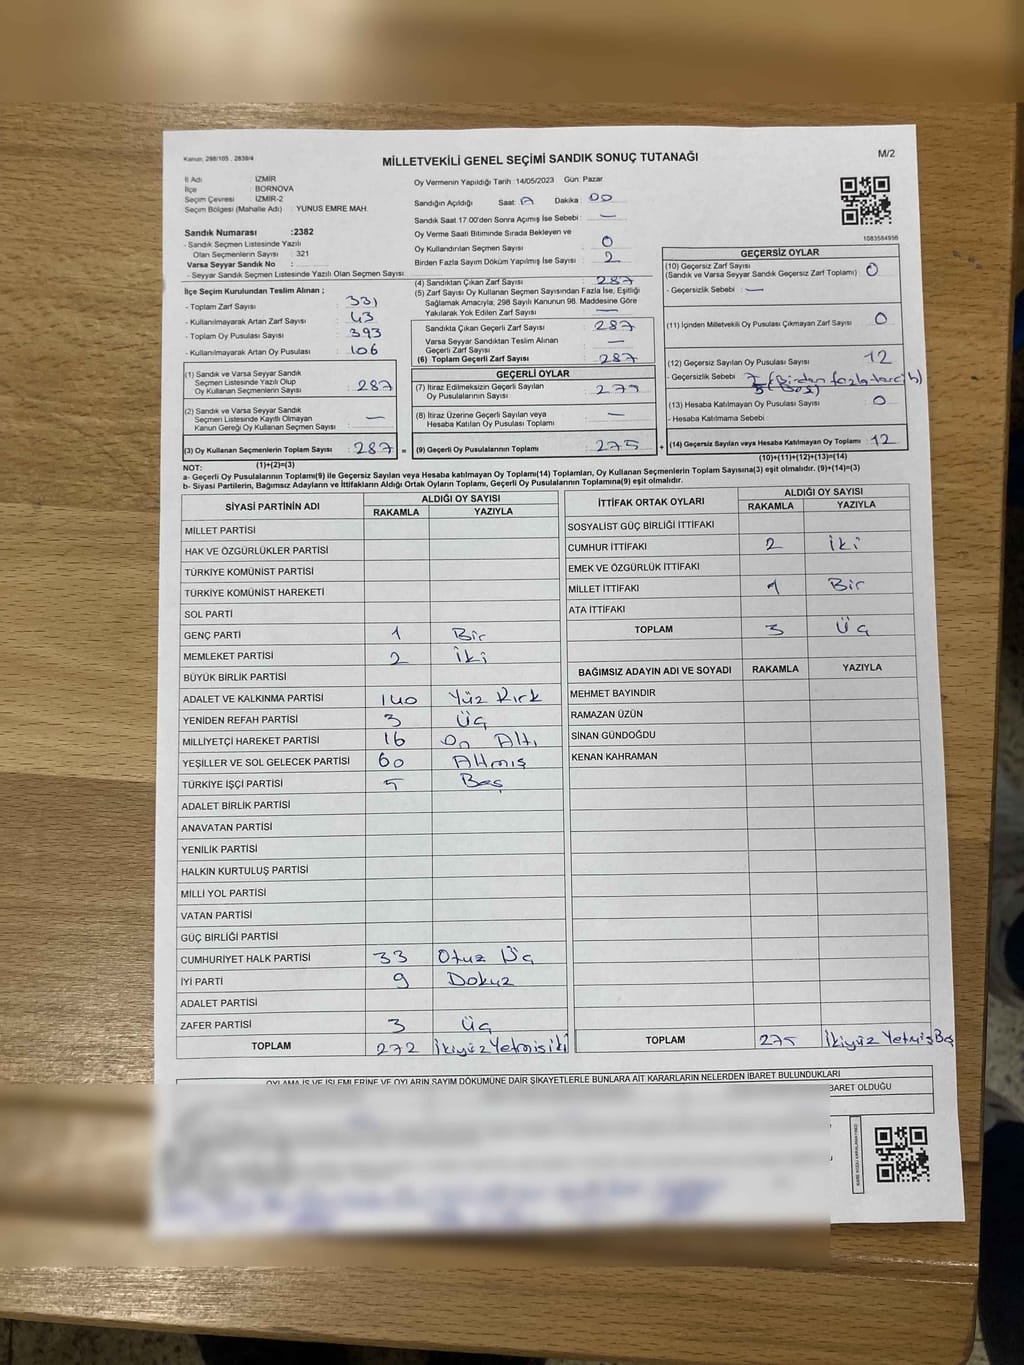 Kanun, 298/105 , 2839/4
MİLLETVEKİLİ GENEL SEÇİMİ SANDIK SONUÇ TUTANAĞI
M/2
İl Adı : İZMİR
İlçe : BORNOVA
Seçim Çevresi : İZMİR-2
Seçim Bölgesi (Mahalle Adı) : YUNUS EMRE MAH.
Sandık Numarası :2382
- Sandık Seçmen Listesinde Yazılı
Olan Seçmenlerin Sayısı : 321
Varsa Seyyar Sandık No :
- Seyyar Sandık Seçmen Listesinde Yazılı Olan Seçmen Sayısı:
İlçe Seçim Kurulundan Teslim Alınan ;
- Toplam Zarf Sayısı : 331
- Kullanılmayarak Artan Zarf Sayısı : 43
- Toplam Oy Pusulası Sayısı : 393
- Kullanılmayarak Artan Oy Pusulası : 106
(1) Sandık ve Varsa Seyyar Sandık
Seçmen Listesinde Yazılı Olup
Oy Kullanan Seçmenlerin Sayısı : 287
(2) Sandık ve Varsa Seyyar Sandık
Seçmen Listesinde Kayıtlı Olmayan
Kanun Gereği Oy Kullanan Seçmen Sayısı : —
(3) Oy Kullanan Seçmenlerin Toplam Sayısı : 287 =
(1)+(2)=(3)
Oy Vermenin Yapıldığı Tarih :14/05/2023 Gün: Pazar
Sandığın Açıldığı Saat: Dakika : 00
Sandık Saat 17:00'den Sonra Açımış İse Sebebi : —
Oy Verme Saati Bitiminde Sırada Bekleyen ve
Oy Kullandırılan Seçmen Sayısı : 0
Birden Fazla Sayım Döküm Yapılmış İse Sayısı : 2
(4) Sandıktan Çıkan Zarf Sayısı : 287
(5) Zarf Sayısı Oy Kullanan Seçmen Sayısından Fazla İse, Eşitliği
Sağlamak Amacıyla; 298 Sayılı Kanunun 98. Maddesine Göre
Yakılarak Yok Edilen Zarf Sayısı : —
Sandıkla Çıkan Geçerli Zarf Sayısı : 287
Varsa Seyyar Sandıktan Teslim Alınan
Geçerli Zarf Sayısı : —
(6) Toplam Geçerli Zarf Sayısı : 287
GEÇERLİ OYLAR
(7) İtiraz Edilmeksizin Geçerli Sayılan
Oy Pusulalarının Sayısı : 275
(8) İtiraz Üzerine Geçerli Sayılan veya
Hesaba Katılan Oy Pusulası Toplamı : —
(9) Geçerli Oy Pusulalarının Toplamı : 275 +
1083584956
GEÇERSİZ OYLAR
(10) Geçersiz Zarf Sayısı
(Sandık ve Varsa Seyyar Sandık Geçersiz Zarf Toplamı) : 0
- Geçersizlik Sebebi : —
(11) İçinden Milletvekili Oy Pusulası Çıkmayan Zarf Sayısı : 0
(12) Geçersiz Sayılan Oy Pusulası Sayısı : 12
- Geçersizlik Sebebi : 7 (Birden fazla tercih)
5 (Boş)
(13) Hesaba Katılmayan Oy Pusulası Sayısı : 0
- Hesaba Katılmama Sebebi :
(14) Geçersiz Sayılan veya Hesaba Katılmayan Oy Toplamı : 12
(10)+(11)+(12)+(13)=(14)
NOT:
a- Geçerli Oy Pusulalarının Toplamı(9) ile Geçersiz Sayılan veya Hesaba katılmayan Oy Toplamı(14) Toplamları, Oy Kullanan Seçmenlerin Toplam Sayısına(3) eşit olmalıdır. (9)+(14)=(3)
b- Siyasi Partilerin, Bağımsız Adayların ve İttifakların Aldığı Ortak Oyların Toplamı, Geçerli Oy Pusulalarının Toplamına(9) eşit olmalıdır.
SİYASİ PARTİNİN ADI ALDIĞI OY SAYISI
RAKAMLA YAZIYLA
MİLLET PARTİSİ
HAK VE ÖZGÜRLÜKLER PARTİSİ
TÜRKİYE KOMÜNİST PARTİSİ
TÜRKİYE KOMÜNİST HAREKETİ
SOL PARTİ
GENÇ PARTİ 1 Bir
MEMLEKET PARTİSİ 2 İki
BÜYÜK BİRLİK PARTİSİ
ADALET VE KALKINMA PARTİSİ 140 Yüz Kırk
YENİDEN REFAH PARTİSİ 3 Üç
MİLLİYETÇİ HAREKET PARTİSİ 16 On Altı
YEŞİLLER VE SOL GELECEK PARTİSİ 60 Altmış
TÜRKİYE İŞÇİ PARTİSİ 5 Beş
ADALET BİRLİK PARTİSİ
ANAVATAN PARTİSİ
YENİLİK PARTİSİ
HALKIN KURTULUŞ PARTİSİ
MİLLİ YOL PARTİSİ
VATAN PARTİSİ
GÜÇ BİRLİĞİ PARTİSİ
CUMHURİYET HALK PARTİSİ 33 Otuz Üç
İYİ PARTİ 9 Dokuz
ADALET PARTİSİ
ZAFER PARTİSİ 3 Üç
TOPLAM 272 İkiyüz Yetmiş iki
İTTİFAK ORTAK OYLARI ALDIĞI OY SAYISI
RAKAMLA YAZIYLA
SOSYALİST GÜÇ BİRLİĞİ İTTİFAKI
CUMHUR İTTİFAKI 2 İki
EMEK VE ÖZGÜRLÜK İTTİFAKI
MİLLET İTTİFAKI 1 Bir
ATA İTTİFAKI
TOPLAM 3 Üç
BAĞIMSIZ ADAYIN ADI VE SOYADI RAKAMLA YAZIYLA
MEHMET BAYINDIR
RAMAZAN ÜZÜN
SİNAN GÜNDOĞDU
KENAN KAHRAMAN
TOPLAM 275 İkiyüz Yetmiş Beş
OYLAMA İŞ VE İŞLEMLERİNE VE OYLARIN SAYIM DÖKÜMÜNE DAİR ŞİKAYETLERLE BUNLARA AİT KARARLARIN NELERDEN İBARET BULUNDUKLARI
BARET OLDUĞU